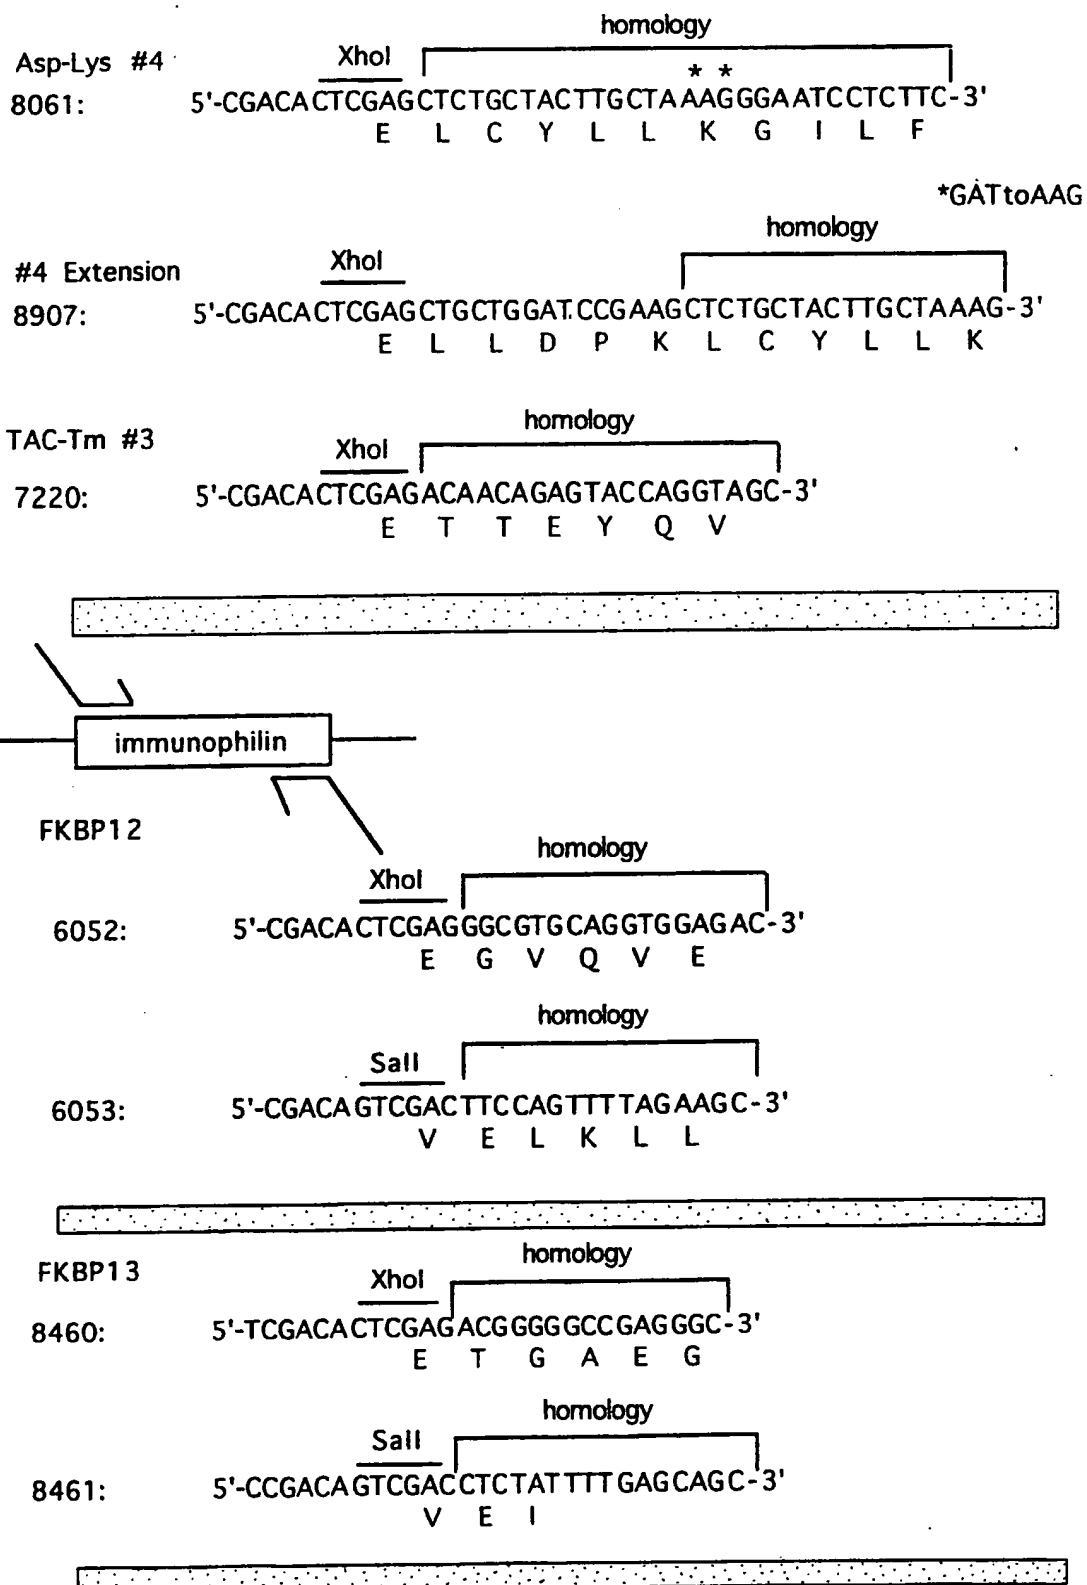 homology
Asp-Lys #4
XhoI
* *
8061: 5'-CGACACTCGAGCTCTGCTACTTGCTAAAGGGAATCCTCTTC-3'
E L C Y L L K G I L F
*GATtoAAG
homology
#4 Extension
XhoI
8907: 5'-CGACACTCGAGCTGCTGGATCCGAAGCTCTGCTACTTGCTAAAG-3'
E L L D P K L C Y L L K
homology
TAC-Tm #3
XhoI
7220: 5'-CGACACTCGAGACAACAGAGTACCAGGTAGC-3'
E T T E Y Q V
immunophilin
FKBP12
homology
XhoI
6052: 5'-CGACACTCGAGGGCGTGCAGGTGGAGAC-3'
E G V Q V E
homology
SalI
6053: 5'-CGACAGTCGACTTCCAGTTTTAGAAGC-3'
V E L K L L
homology
FKBP13
XhoI
8460: 5'-TCGACACTCGAGACGGGGGCCGAGGGC-3'
E T G A E G
homology
SalI
8461: 5'-CCGACAGTCGACCTCTATTTTGAGCAGC-3'
V E I